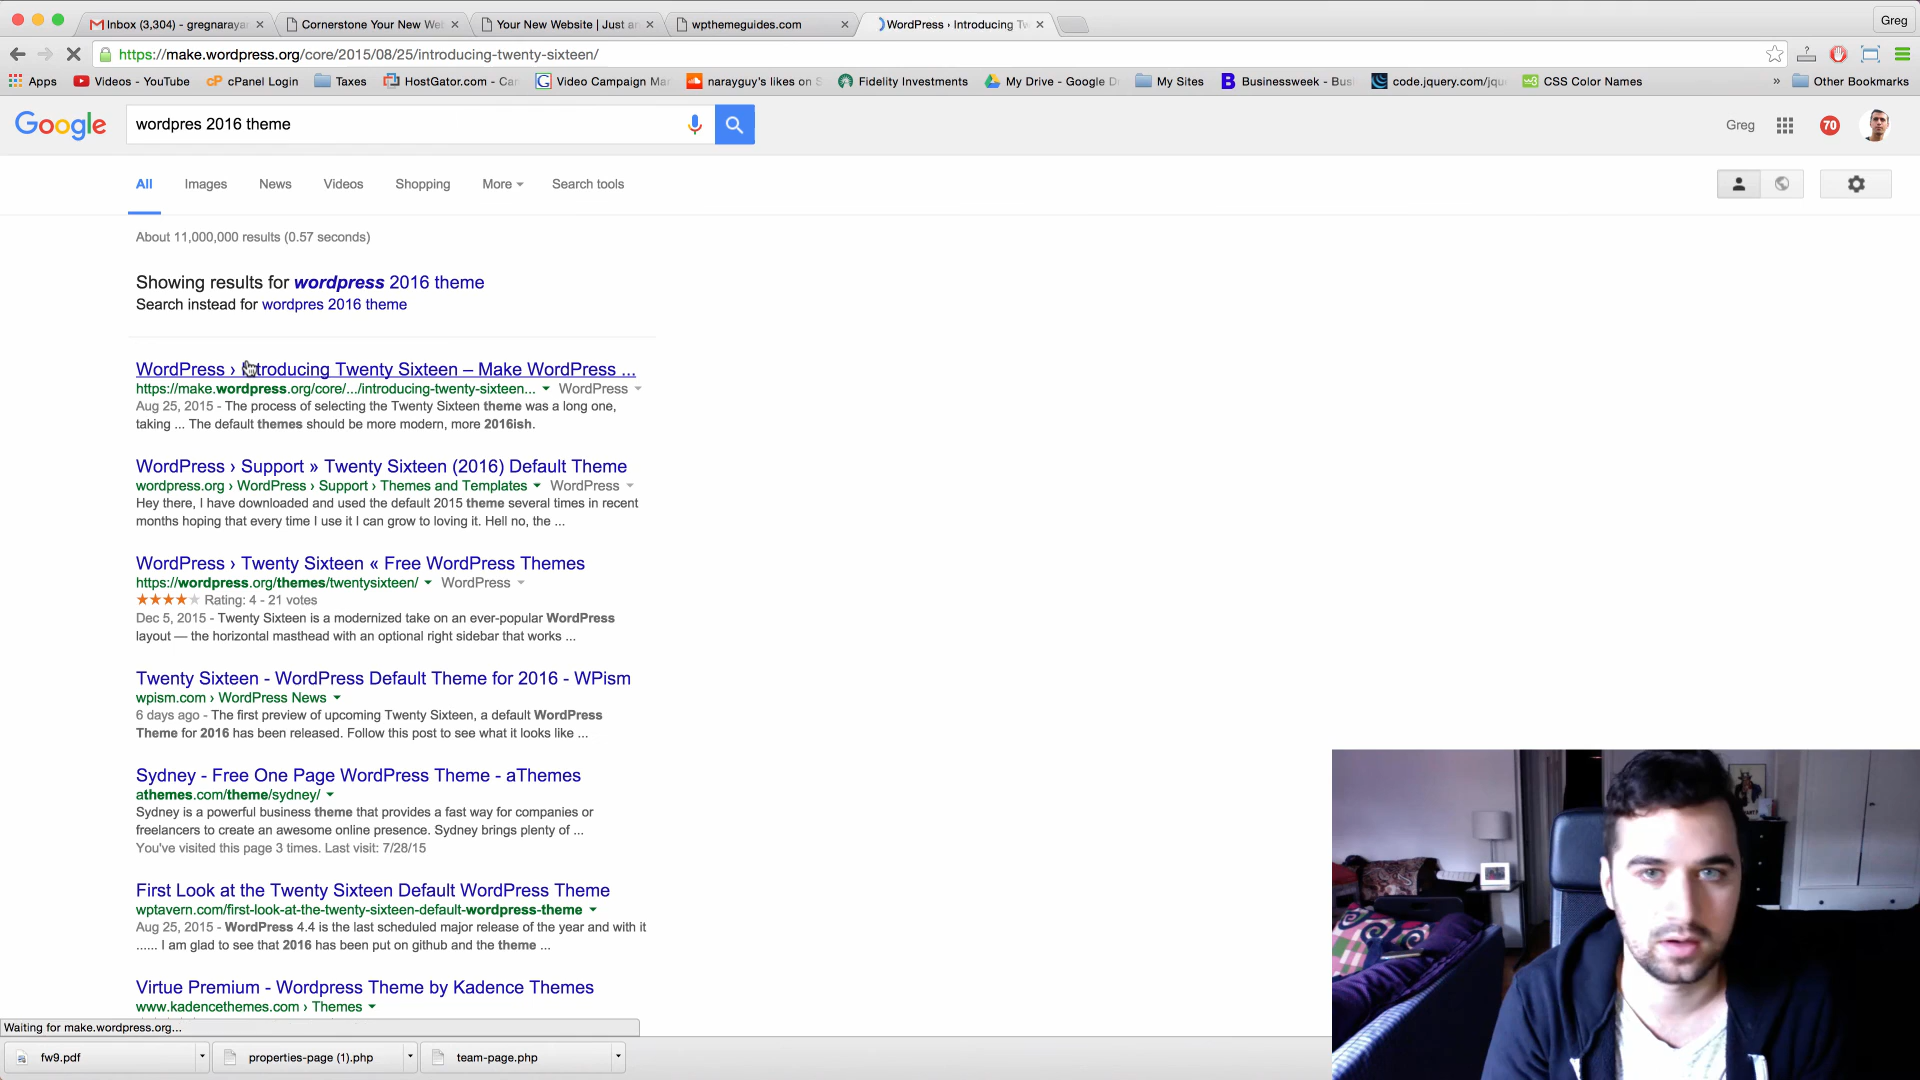 Inbox (3,304) - gregnaraya
Cornerstone Your New We
Your New Website | Just an
wpthemeguides.com
WordPress › Introducing Tw
Greg
https://make.wordpress.org/core/2015/08/25/introducing-twenty-sixteen/
Apps
Videos - YouTube
cPanel Login
Taxes
HostGator.com - Car
Video Campaign Mar
narayguy's likes on S
Fidelity Investments
My Drive - Google D
My Sites
Businessweek - Bus
code.jquery.com/jqu
CSS Color Names
» Other Bookmarks
Google
wordpres 2016 theme
Greg
70
All
Images
News
Videos
Shopping
More
Search tools
About 11,000,000 results (0.57 seconds)
Showing results for wordpress 2016 theme
Search instead for wordpres 2016 theme
WordPress › Introducing Twenty Sixteen – Make WordPress ...
https://make.wordpress.org/core/.../introducing-twenty-sixteen... WordPress
Aug 25, 2015 - The process of selecting the Twenty Sixteen theme was a long one,
taking ... The default themes should be more modern, more 2016ish.
WordPress › Support » Twenty Sixteen (2016) Default Theme
wordpress.org › WordPress › Support › Themes and Templates WordPress
Hey there, I have downloaded and used the default 2015 theme several times in recent
months hoping that every time I use it I can grow to loving it. Hell no, the ...
WordPress › Twenty Sixteen « Free WordPress Themes
https://wordpress.org/themes/twentysixteen/ WordPress
Rating: 4 - 21 votes
Dec 5, 2015 - Twenty Sixteen is a modernized take on an ever-popular WordPress
layout — the horizontal masthead with an optional right sidebar that works ...
Twenty Sixteen - WordPress Default Theme for 2016 - WPism
wpism.com › WordPress News
6 days ago - The first preview of upcoming Twenty Sixteen, a default WordPress
Theme for 2016 has been released. Follow this post to see what it looks like ...
Sydney - Free One Page WordPress Theme - aThemes
athemes.com/theme/sydney/
Sydney is a powerful business theme that provides a fast way for companies or
freelancers to create an awesome online presence. Sydney brings plenty of ...
You've visited this page 3 times. Last visit: 7/28/15
First Look at the Twenty Sixteen Default WordPress Theme
wptavern.com/first-look-at-the-twenty-sixteen-default-wordpress-theme
Aug 25, 2015 - WordPress 4.4 is the last scheduled major release of the year and with it
...... I am glad to see that 2016 has been put on github and the theme ...
Virtue Premium - Wordpress Theme by Kadence Themes
www.kadencethemes.com › Themes
Waiting for make.wordpress.org...
fw9.pdf
properties-page (1).php
team-page.php